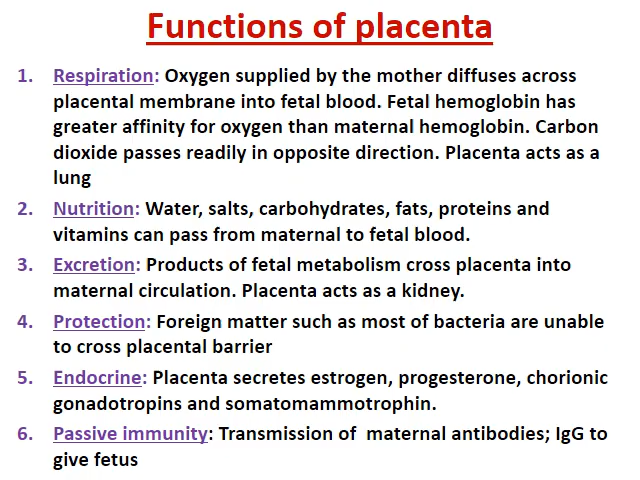 Functions of placenta
1. Respiration: Oxygen supplied by the mother diffuses across
placental membrane into fetal blood. Fetal hemoglobin has
greater affinity for oxygen than maternal hemoglobin. Carbon
dioxide passes readily in opposite direction. Placenta acts as a
lung
2. Nutrition: Water, salts, carbohydrates, fats, proteins and
vitamins can pass from maternal to fetal blood.
3. Excretion: Products of fetal metabolism cross placenta into
maternal circulation. Placenta acts as a kidney.
4. Protection: Foreign matter such as most of bacteria are unable
to cross placental barrier
5. Endocrine: Placenta secretes estrogen, progesterone, chorionic
gonadotropins and somatomammotrophin.
6. Passive immunity: Transmission of  maternal antibodies; IgG to
give fetus